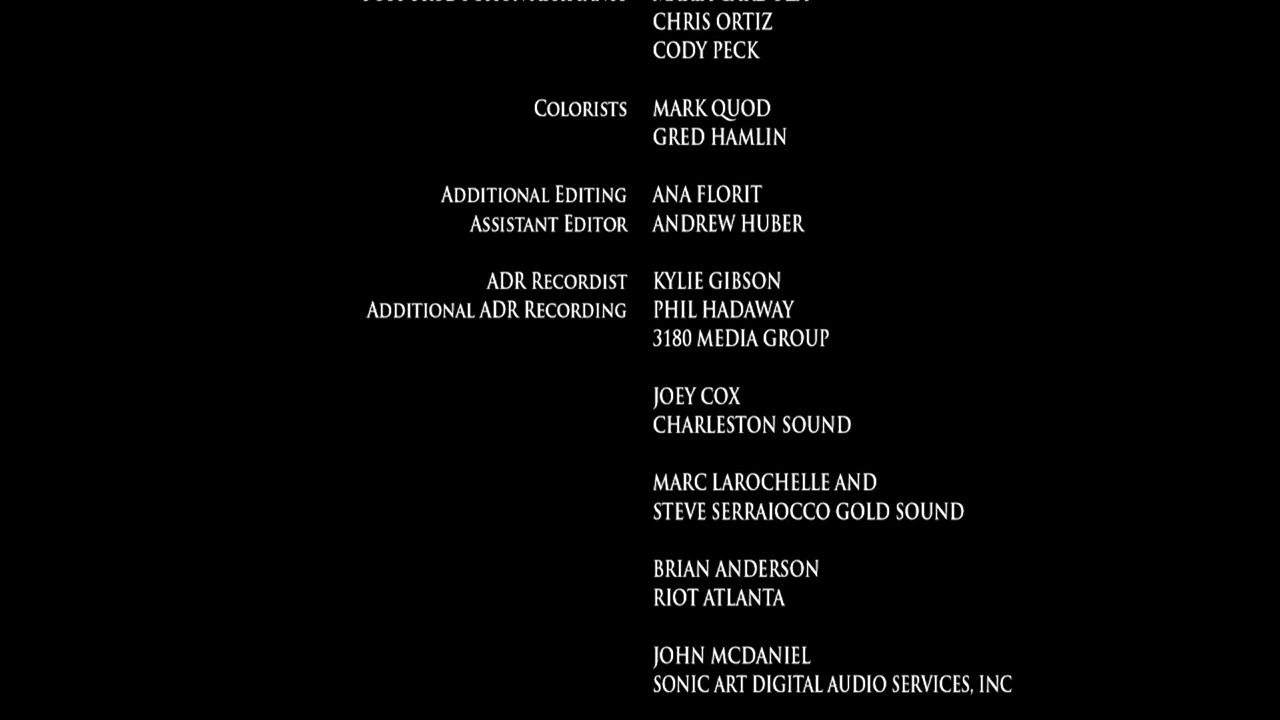 CHRIS ORTIZ
CODY PECK
COLORISTS MARK QUOD
GRED HAMLIN
ADDITIONAL EDITING ANA FLORIT
ASSISTANT EDITOR ANDREW HUBER
ADR RECORDIST KYLIE GIBSON
ADDITIONAL ADR RECORDING PHIL HADAWAY
3180 MEDIA GROUP
JOEY COX
CHARLESTON SOUND
MARC LAROCHELLE AND
STEVE SERRAIOCCO GOLD SOUND
BRIAN ANDERSON
RIOT ATLANTA
JOHN MCDANIEL
SONIC ART DIGITAL AUDIO SERVICES, INC